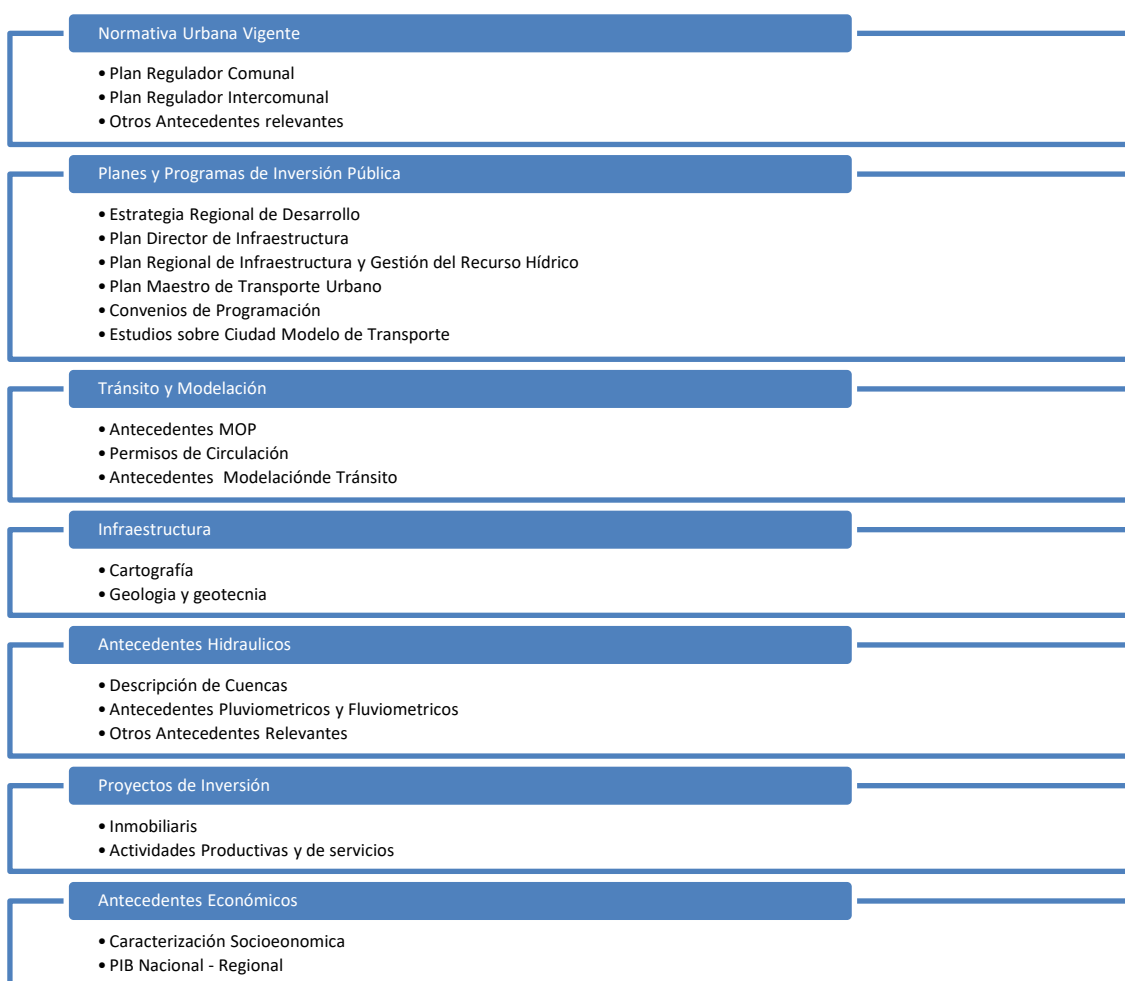 Normativa Urbana Vigente
• Plan Regulador Comunal
• Plan Regulador Intercomunal
• Otros Antecedentes relevantes
Planes y Programas de Inversión Pública
• Estrategia Regional de Desarrollo
• Plan Director de Infraestructura
• Plan Regional de Infraestructura y Gestión del Recurso Hídrico
• Plan Maestro de Transporte Urbano
• Convenios de Programación
• Estudios sobre Ciudad Modelo de Transporte
Tránsito y Modelación
• Antecedentes MOP
• Permisos de Circulación
• Antecedentes Modelaciónde Tránsito
Infraestructura
• Cartografía
• Geologia y geotecnia
Antecedentes Hidraulicos
• Descripción de Cuencas
• Antecedentes Pluviometricos y Fluviometricos
• Otros Antecedentes Relevantes
Proyectos de Inversión
• Inmobiliaris
• Actividades Productivas y de servicios
Antecedentes Económicos
• Caracterización Socioeonomica
• PIB Nacional - Regional